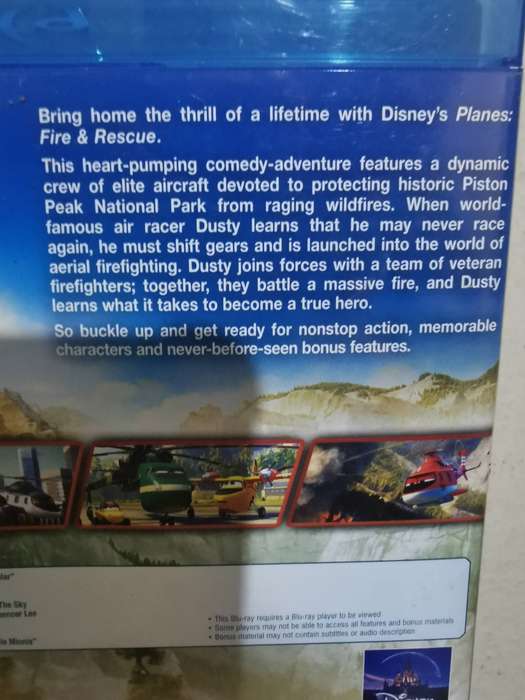 Bring home the thrill of a lifetime with Disney's Planes:
Fire & Rescue.
This heart-pumping comedy-adventure features a dynamic
crew of elite aircraft devoted to protecting historic Piston
Peak National Park from raging wildfires. When world-
famous air racer Dusty learns that he may never race
again, he must shift gears and is launched into the world of
aerial firefighting. Dusty joins forces with a team of veteran
firefighters; together, they battle a massive fire, and Dusty
learns what it takes to become a true hero.
So buckle up and get ready for nonstop action, memorable
characters and never-before-seen bonus features.
The Sky
encer Lee
le Minnis"
• This Blu-ray requires a Blu-ray player to be viewed
• Some players may not be able to access all features and bonus materials
• Bonus material may not contain subtitles or audio description
DISNEY